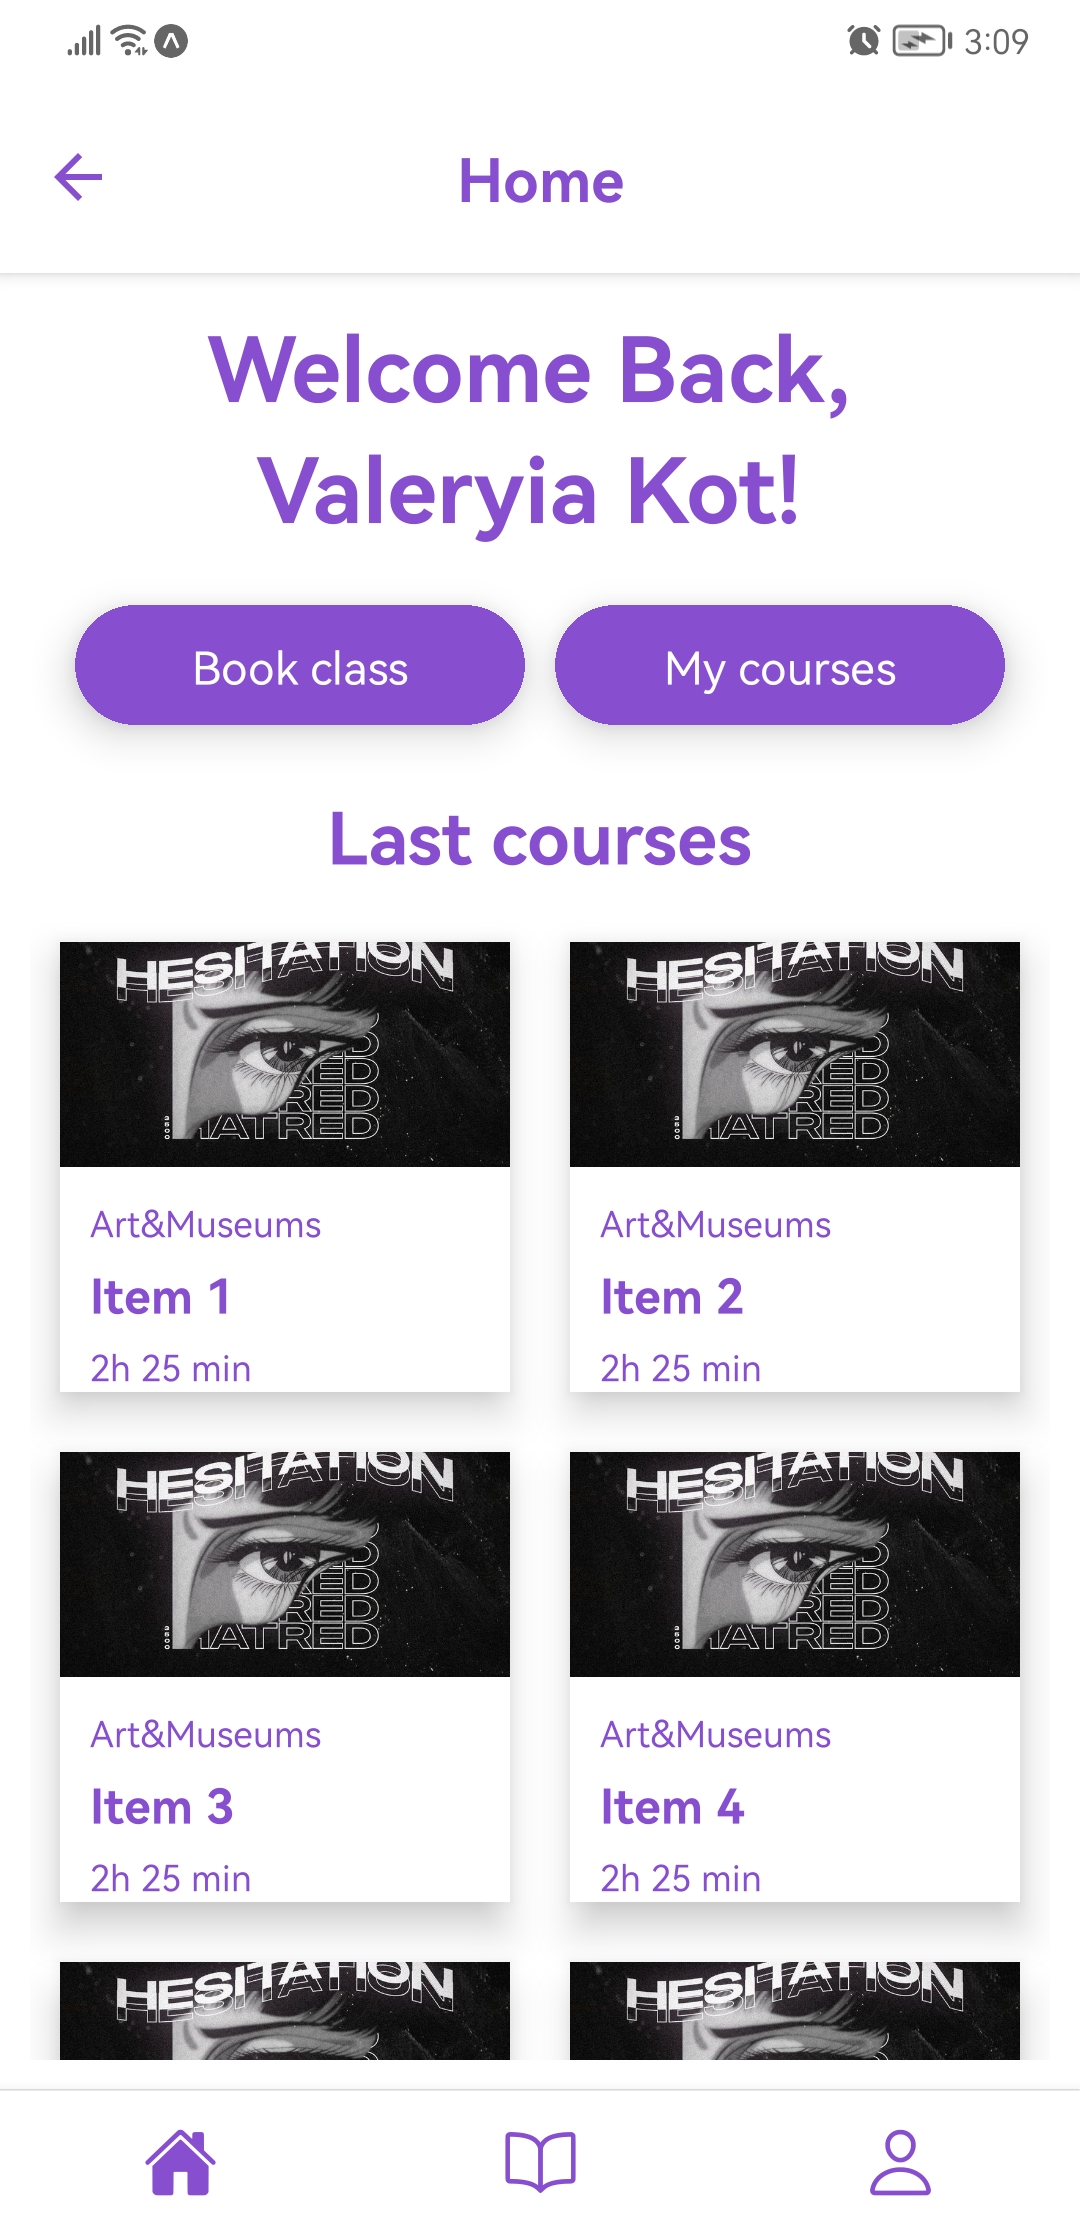 3:09
Home
Welcome Back,
Valeryia Kot!
Book class
My courses
Last courses
HESITATION
HATRED
Art&Museums
Item 1
2h 25 min
HESITATION
HATRED
Art&Museums
Item 2
2h 25 min
HESITATION
HATRED
Art&Museums
Item 3
2h 25 min
HESITATION
HATRED
Art&Museums
Item 4
2h 25 min
HESITATION
HESITATION